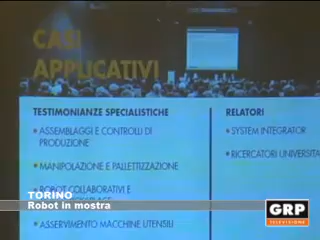 CASI
APPLICATIVI
TESTIMONIANZE SPECIALISTICHE
• ASSEMBLAGGI E CONTROLLI DI
PRODUZIONE
• MANIPOLAZIONE E PALLETTIZZAZIONE
• ROBOT COLLABORATIVI E
• ASSERVIMENTO MACCHINE UTENSILI
RELATORI
• SYSTEM INTEGRATOR
• RICERCATORI UNIVERSITA
TORINO
Robot in mostra
GRP
TELEVISIONE